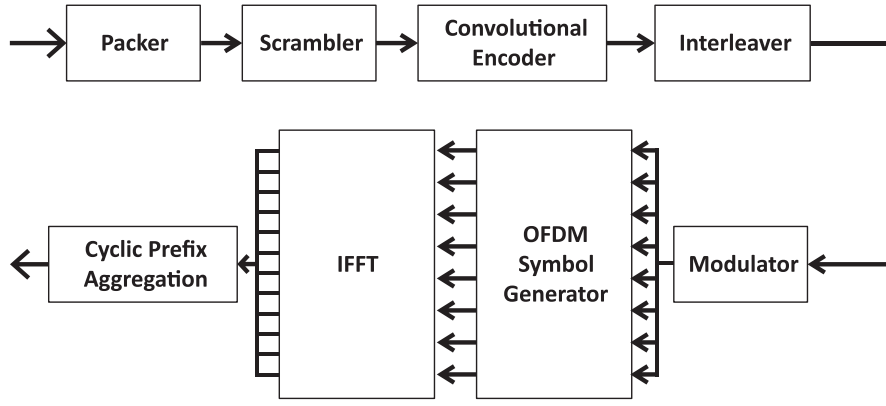 Packer
Scrambler
Convolutional
Encoder
Interleaver
Cyclic Prefix
Aggregation
IFFT
OFDM
Symbol
Generator
Modulator